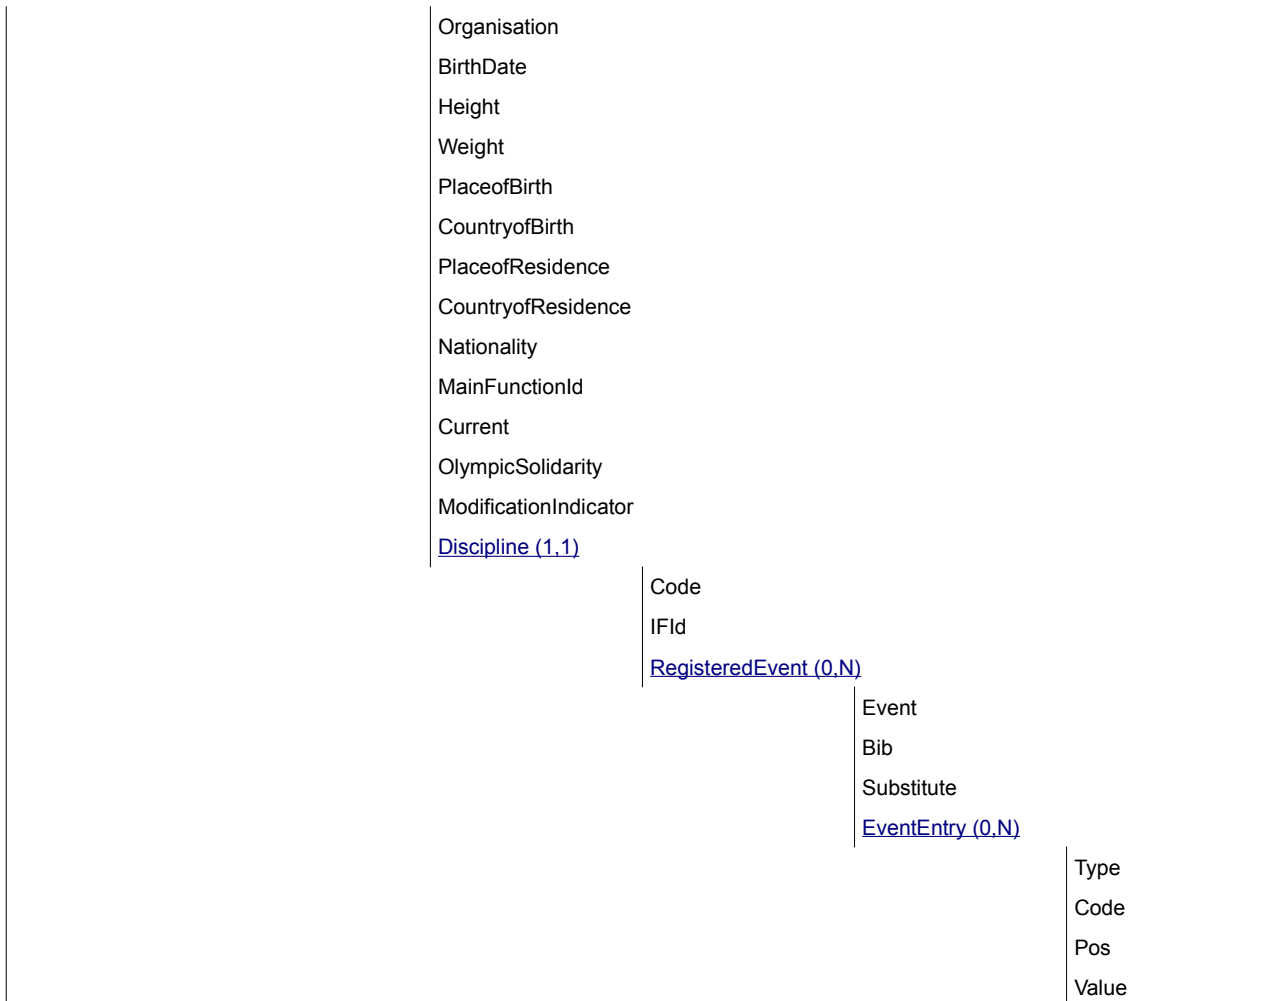 Organisation
BirthDate
Height
Weight
PlaceofBirth
CountryofBirth
PlaceofResidence
CountryofResidence
Nationality
MainFunctionId
Current
OlympicSolidarity
ModificationIndicator
Discipline (1,1)
Code
IFId
RegisteredEvent (0,N)
Event
Bib
Substitute
EventEntry (0,N)
Type
Code
Pos
Value